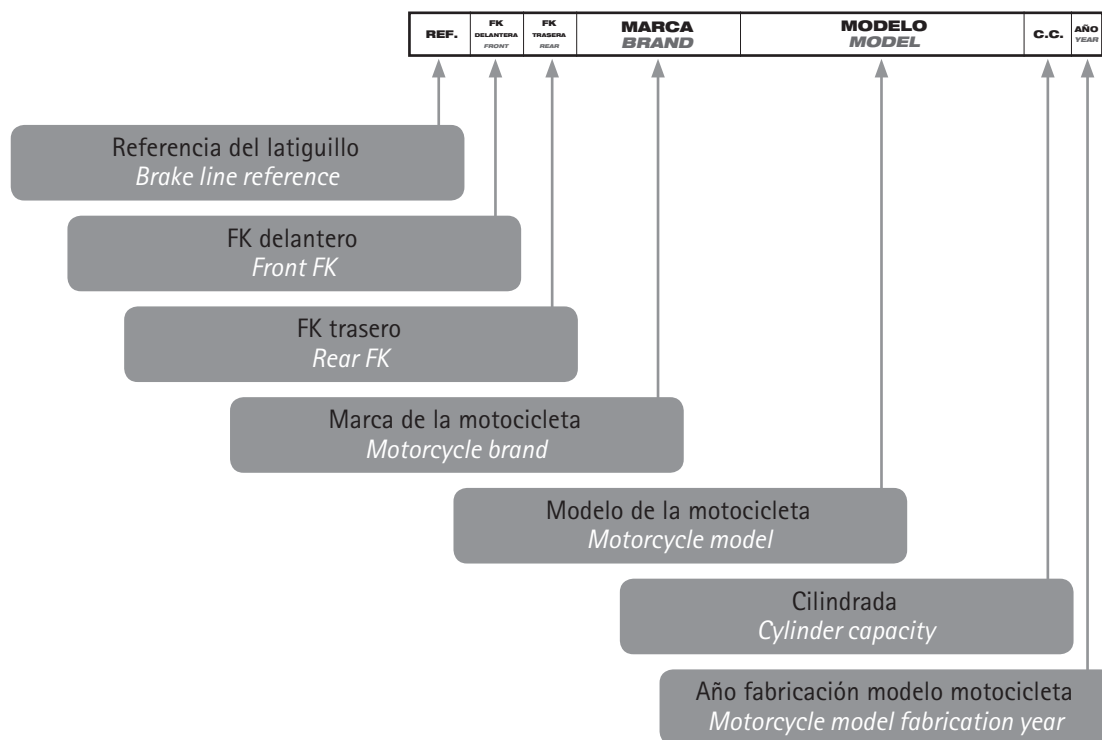 REF.
FK
DELANTERA
FRONT
FK
TRASERA
REAR
MARCA
BRAND
MODELO
MODEL
C.C.
AÑO
YEAR
Referencia del latiguillo
Brake line reference
FK delantero
Front FK
FK trasero
Rear FK
Marca de la motocicleta
Motorcycle brand
Modelo de la motocicleta
Motorcycle model
Cilindrada
Cylinder capacity
Año fabricación modelo motocicleta
Motorcycle model fabrication year